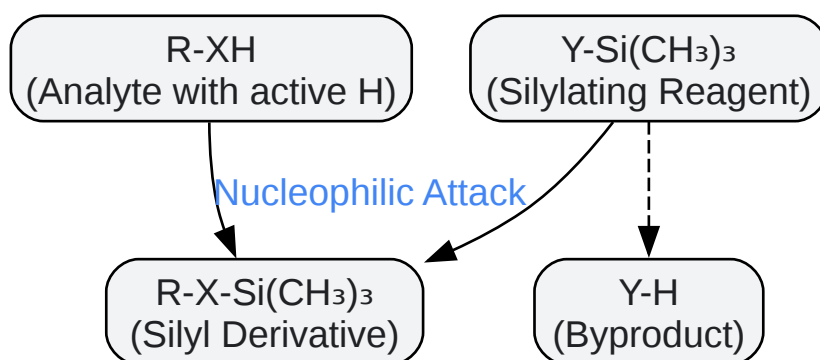 R-XH
(Analyte with active H)
Y-Si(CH₃)₃
(Silylating Reagent)
Nucleophilic Attack
R-X-Si(CH₃)₃
(Silyl Derivative)
Y-H
(Byproduct)